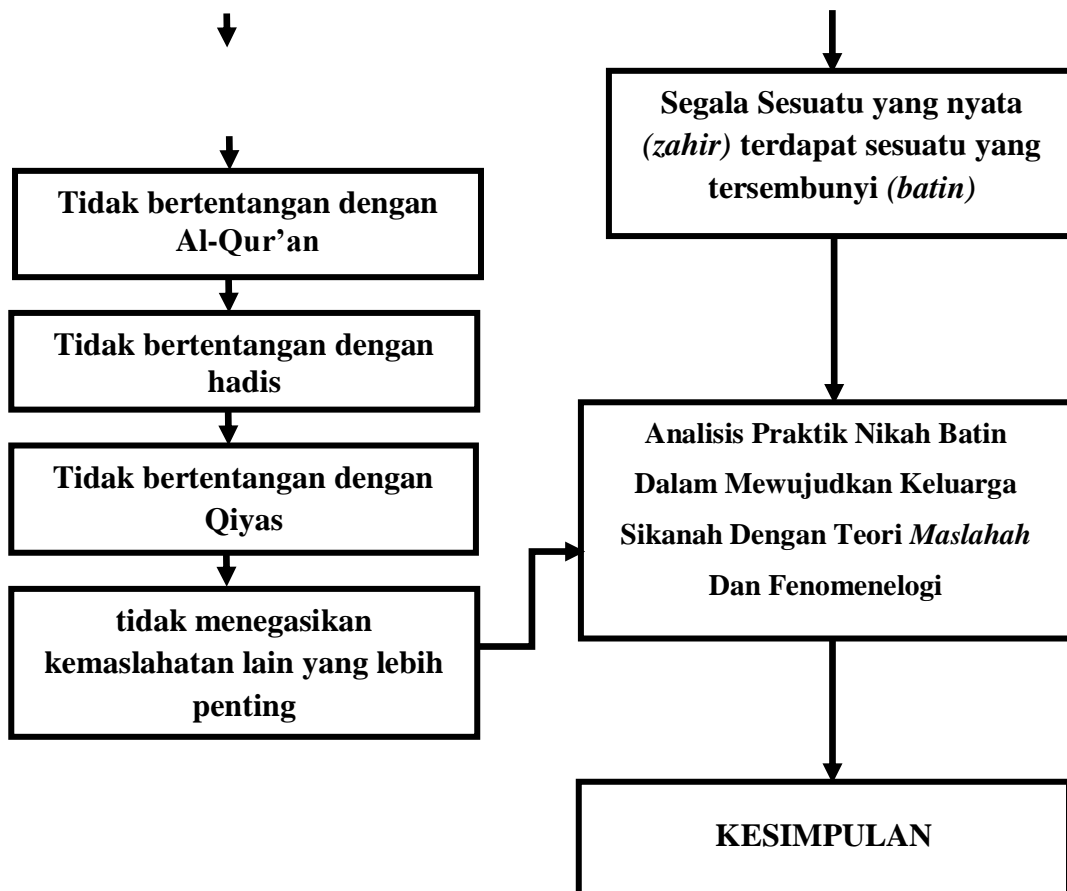 Segala Sesuatu yang nyata
(zahir) terdapat sesuatu yang
tersembunyi (batin)
Tidak bertentangan dengan
Al-Qur’an
Tidak bertentangan dengan
hadis
Tidak bertentangan dengan
Qiyas
tidak menegasikan
kemaslahatan lain yang lebih
penting
Analisis Praktik Nikah Batin
Dalam Mewujudkan Keluarga
Sikanah Dengan Teori Maslahah
Dan Fenomenelogi
KESIMPULAN